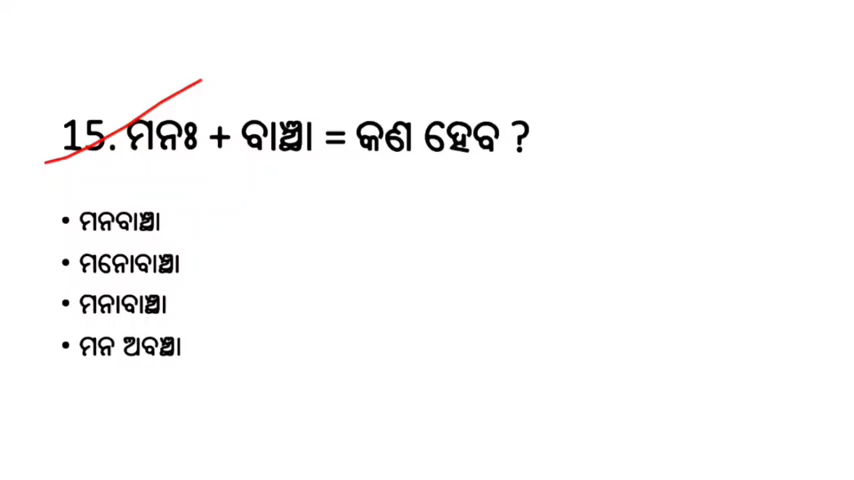 15. ମନଃ + ବାଞ୍ଛା = କଣ ହେବ ?
• ମନବାଞ୍ଛା
• ମନୋବାଞ୍ଛା
• ମନାବାଞ୍ଛା
• ମନ ଅବଞ୍ଛା